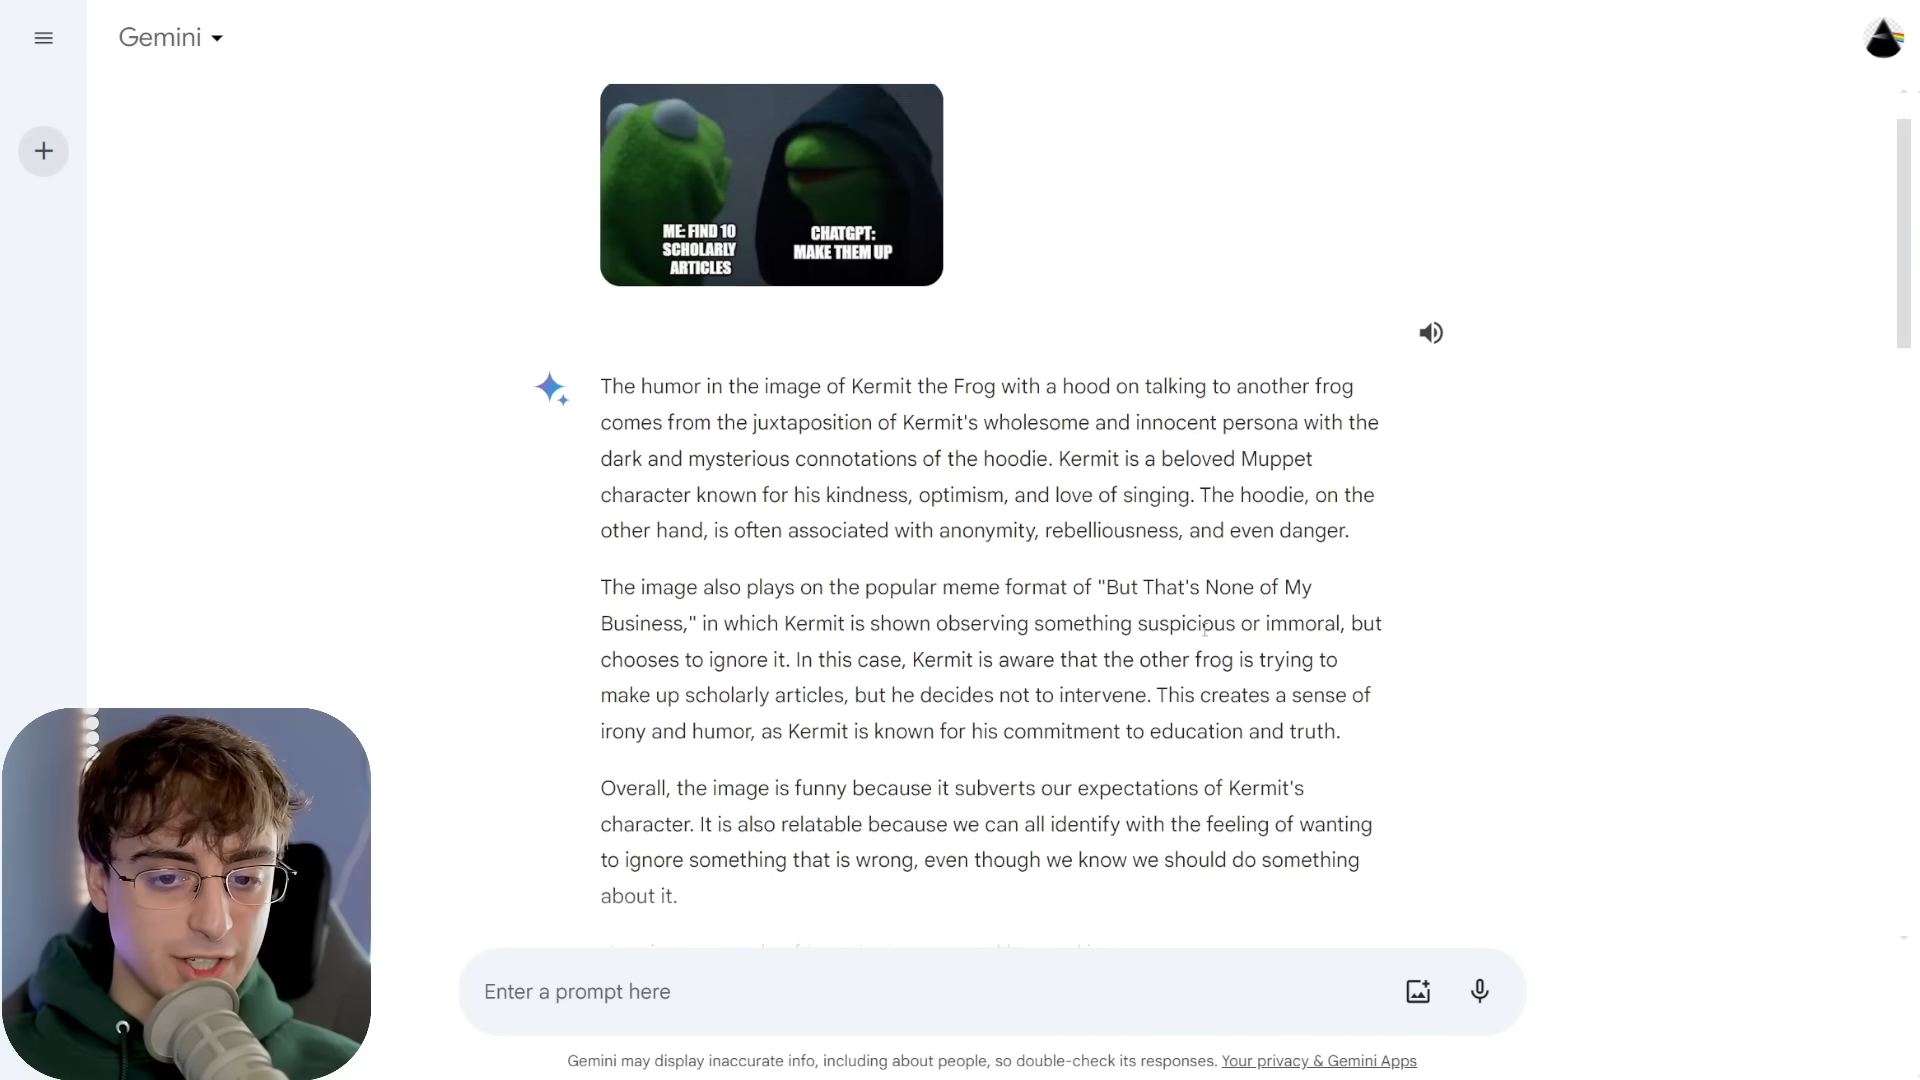 Gemini
ME: FIND 10
SCHOLARLY
ARTICLES
CHATGPT:
MAKE THEM UP
The humor in the image of Kermit the Frog with a hood on talking to another frog
comes from the juxtaposition of Kermit's wholesome and innocent persona with the
dark and mysterious connotations of the hoodie. Kermit is a beloved Muppet
character known for his kindness, optimism, and love of singing. The hoodie, on the
other hand, is often associated with anonymity, rebelliousness, and even danger.
The image also plays on the popular meme format of "But That's None of My
Business," in which Kermit is shown observing something suspicious or immoral, but
chooses to ignore it. In this case, Kermit is aware that the other frog is trying to
make up scholarly articles, but he decides not to intervene. This creates a sense of
irony and humor, as Kermit is known for his commitment to education and truth.
Overall, the image is funny because it subverts our expectations of Kermit's
character. It is also relatable because we can all identify with the feeling of wanting
to ignore something that is wrong, even though we know we should do something
about it.
Enter a prompt here
Gemini may display inaccurate info, including about people, so double-check its responses. Your privacy & Gemini Apps